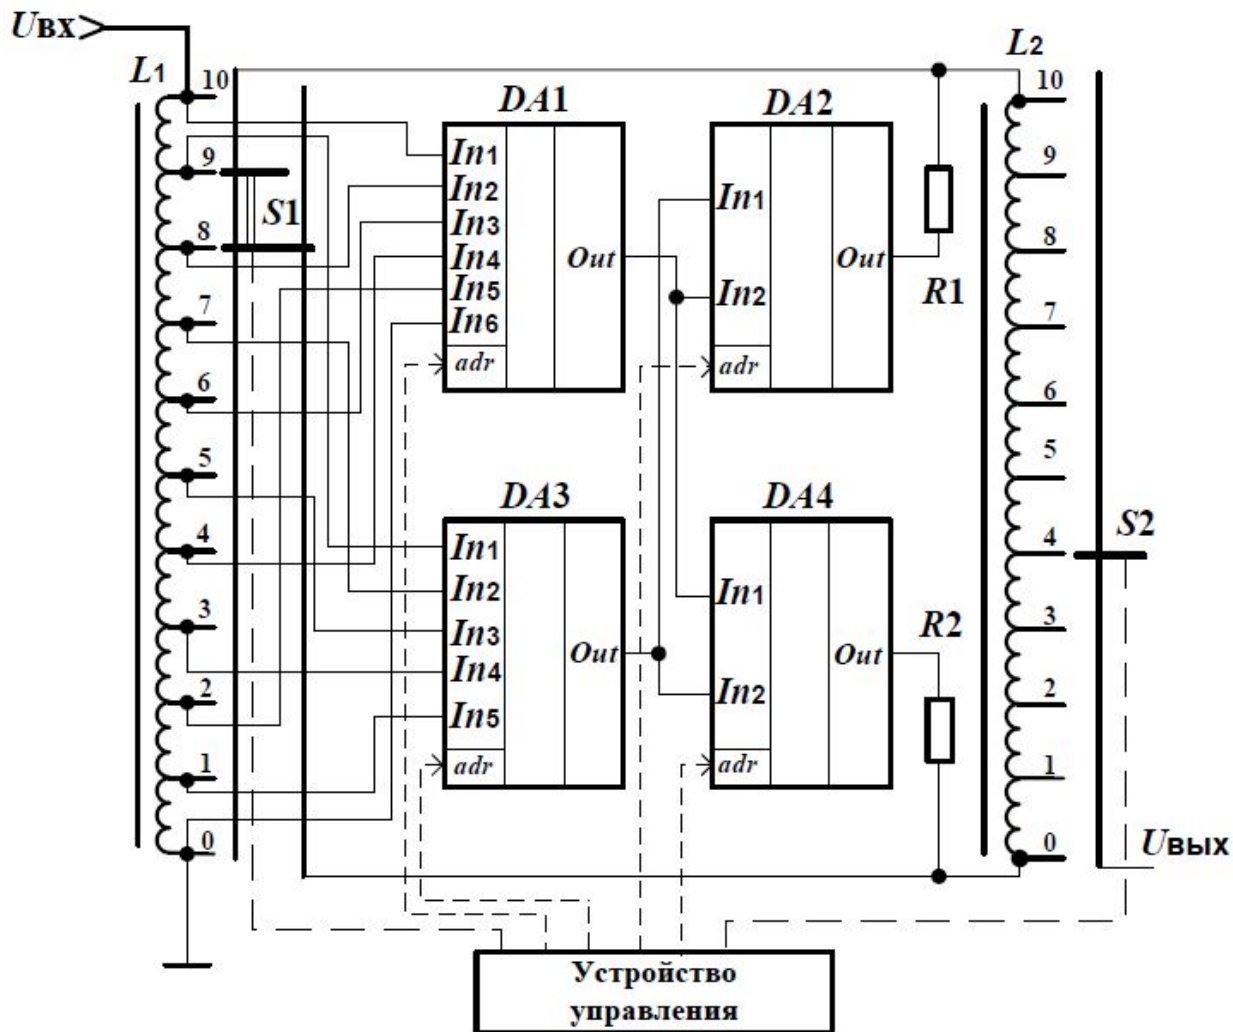 Uвх
L1
10
9
8
7
6
5
4
3
2
1
0
S1
DA1
In1
In2
In3
In4
In5
In6
adr
Out
DA2
In1
In2
adr
Out
R1
DA3
In1
In2
In3
In4
In5
adr
Out
DA4
In1
In2
adr
Out
R2
L2
10
9
8
7
6
5
4
3
2
1
0
S2
Uвых
Устройство
управления